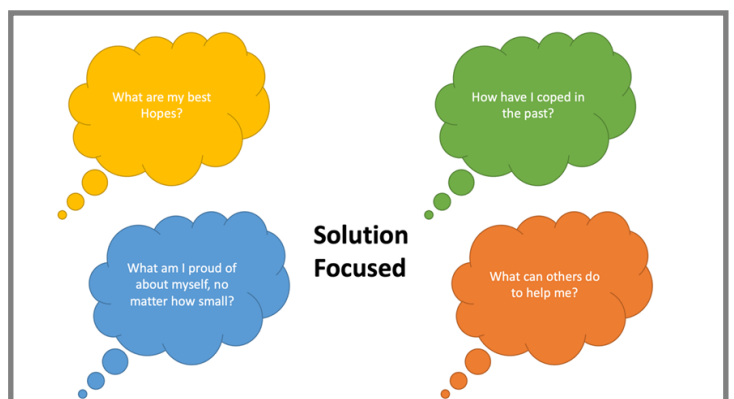 What are my best
Hopes?
How have I coped in
the past?
Solution
Focused
What am I proud of
about myself, no
matter how small?
What can others do
to help me?